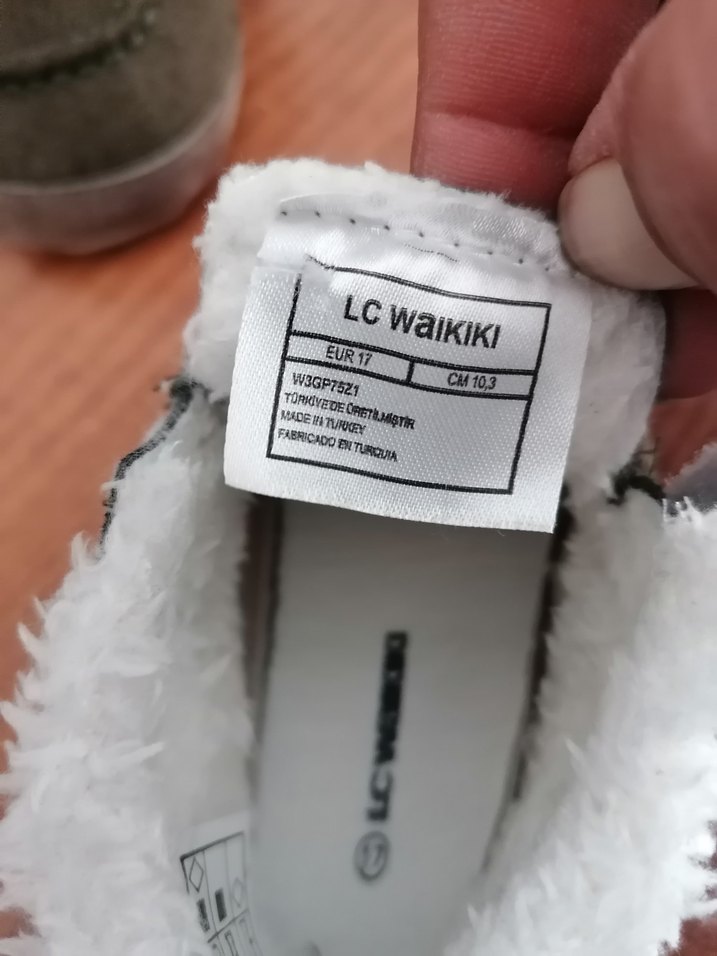 LC WAIKIKI
EUR 17
CM 10,3
W3GP75Z1
TÜRKİYE'DE ÜRETİLMİŞTİR
MADE IN TURKEY
FABRICADO EN TURQUIA
LC WAIKIKI
17